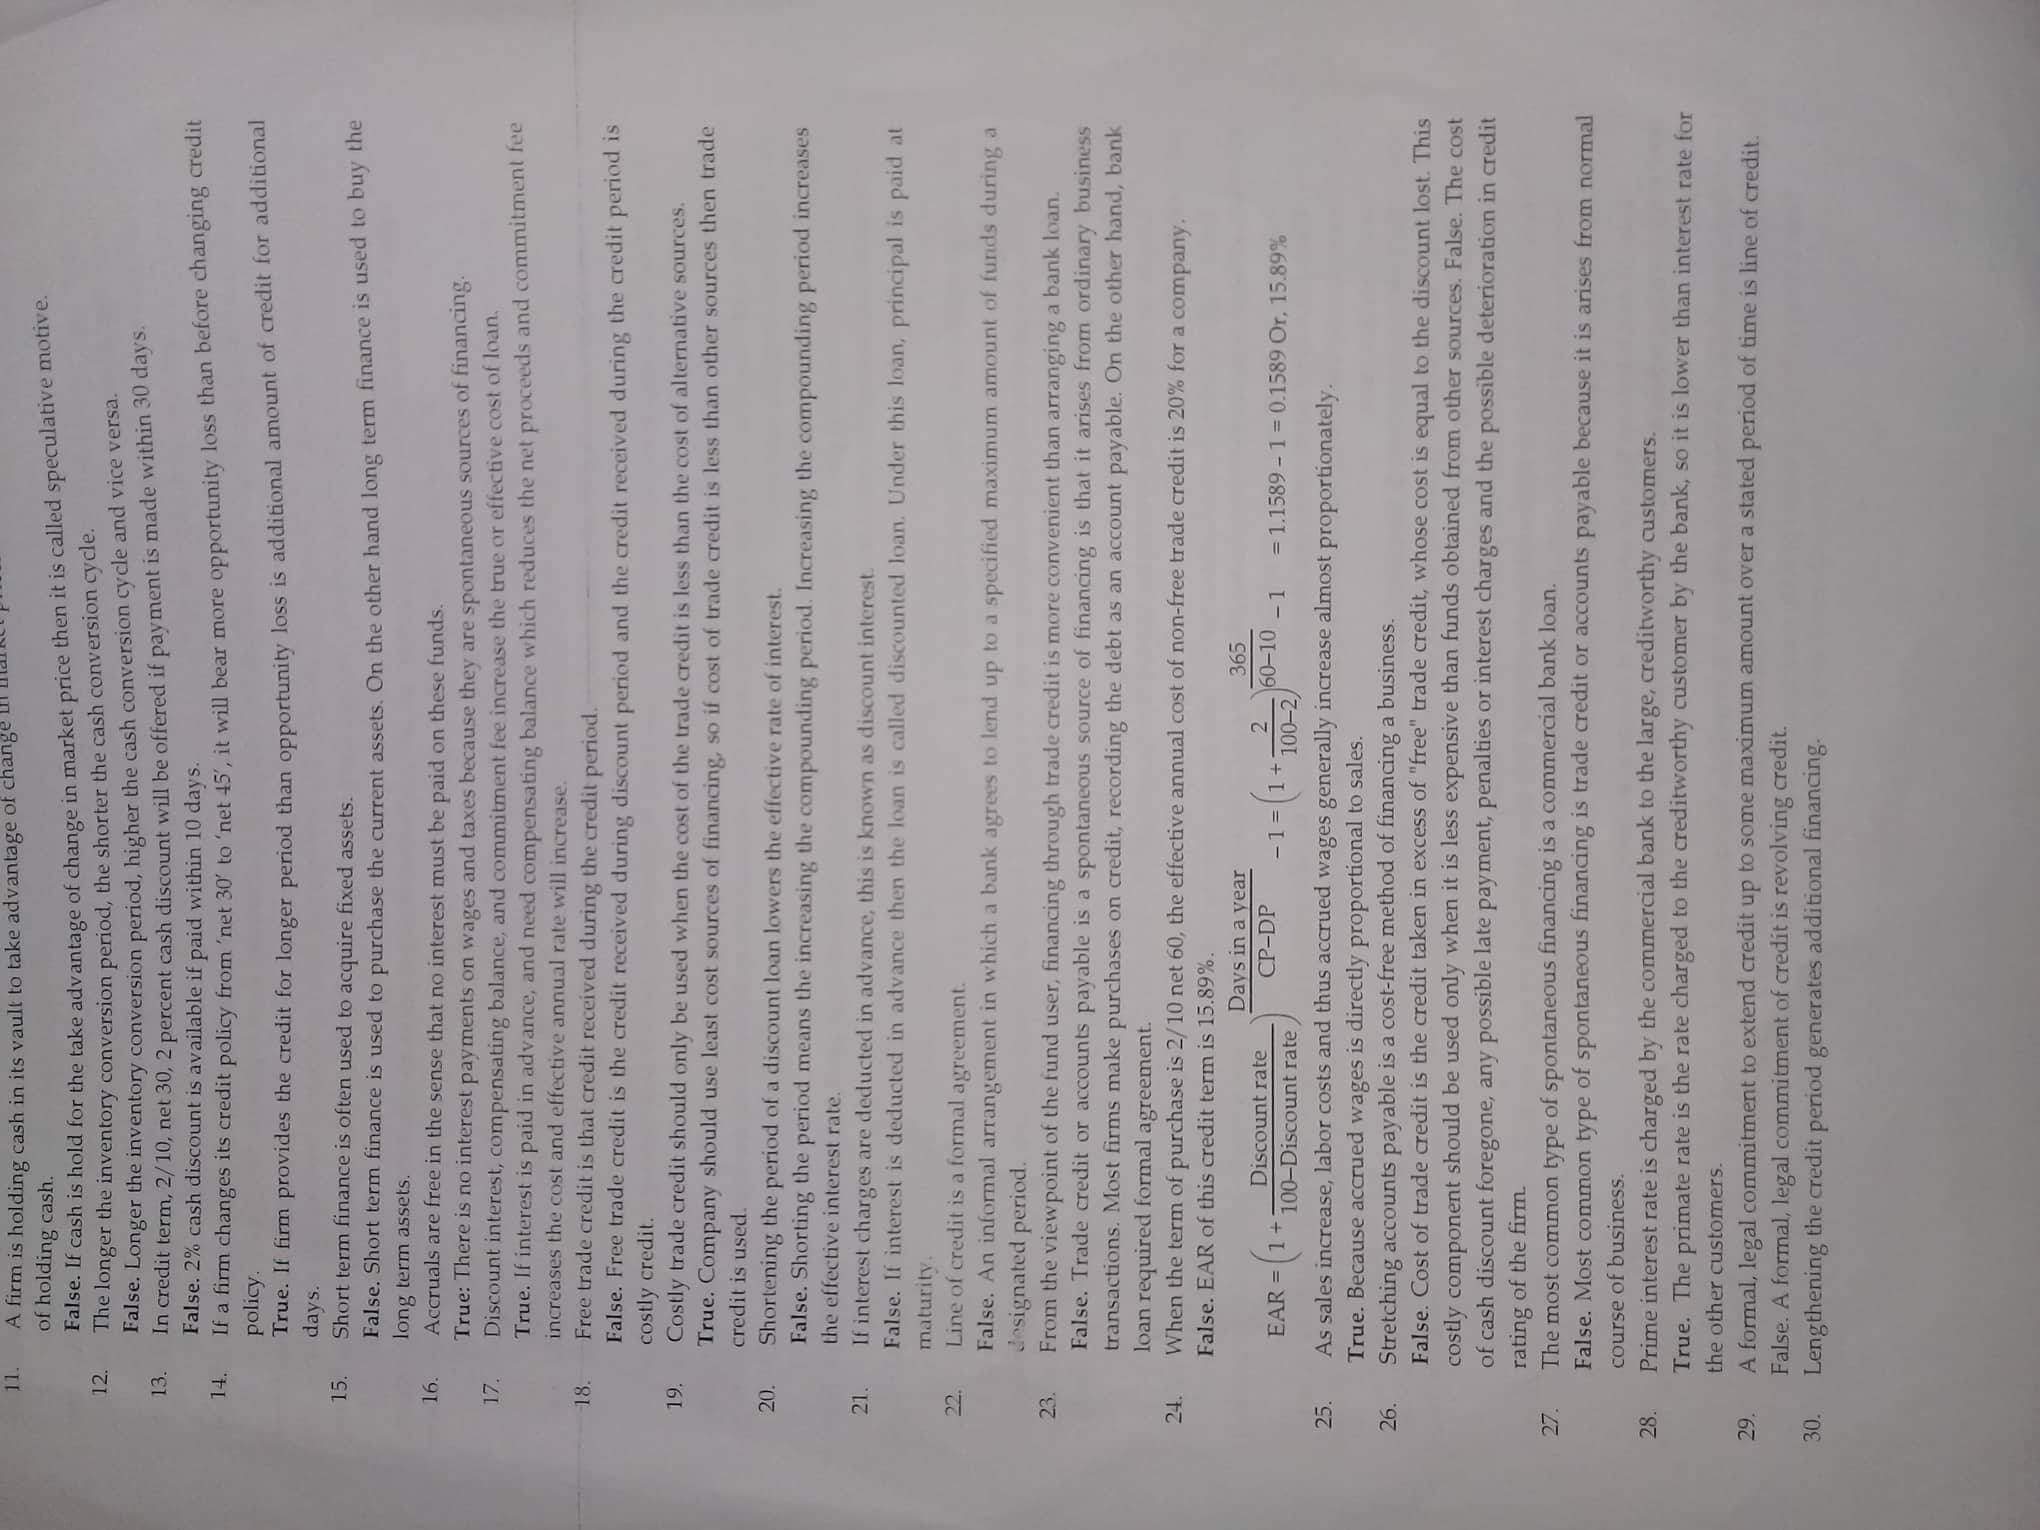 11. A firm is holding cash in its vault to take advantage of change in
of holding cash.
False. If cash is hold for the take advantage of change in market price then it is called speculative motive.
12. The longer the inventory conversion period, the shorter the cash conversion cycle.
False. Longer the inventory conversion period, higher the cash conversion cycle and vice versa.
13. In credit term, 2/10, net 30, 2 percent cash discount will be offered if payment is made within 30 days.
False. 2% cash discount is available if paid within 10 days.
14. If a firm changes its credit policy from 'net 30' to 'net 45', it will bear more opportunity loss than before changing credit
policy.
True. If firm provides the credit for longer period than opportunity loss is additional amount of credit for additional
days.
15. Short term finance is often used to acquire fixed assets.
False. Short term finance is used to purchase the current assets. On the other hand long term finance is used to buy the
long term assets.
16. Accruals are free in the sense that no interest must be paid on these funds.
True: There is no interest payments on wages and taxes because they are spontaneous sources of financing.
17. Discount interest, compensating balance, and commitment fee increase the true or effective cost of loan.
True. If interest is paid in advance, and need compensating balance which reduces the net proceeds and commitment fee
increases the cost and effective annual rate will increase.
18. Free trade credit is that credit received during the credit period.
False. Free trade credit is the credit received during discount period and the credit received during the credit period is
costly credit.
19. Costly trade credit should only be used when the cost of the trade credit is less than the cost of alternative sources.
True. Company should use least cost sources of financing, so if cost of trade credit is less than other sources then trade
credit is used.
20. Shortening the period of a discount loan lowers the effective rate of interest.
False. Shorting the period means the increasing the compounding period. Increasing the compounding period increases
the effective interest rate.
21. If interest charges are deducted in advance, this is known as discount interest.
False. If interest is deducted in advance then the loan is called discounted loan. Under this loan, principal is paid at
maturity.
22. Line of credit is a formal agreement.
False. An informal arrangement in which a bank agrees to lend up to a specified maximum amount of funds during a
designated period.
23. From the viewpoint of the fund user, financing through trade credit is more convenient than arranging a bank loan.
False. Trade credit or accounts payable is a spontaneous source of financing is that it arises from ordinary business
transactions. Most firms make purchases on credit, recording the debt as an account payable. On the other hand, bank
loan required formal agreement.
24. When the term of purchase is 2/10 net 60, the effective annual cost of non-free trade credit is 20% for a company.
False. EAR of this credit term is 15.89%.
EAR = (1 + Discount rate / 100–Discount rate) Days in a year / CP–DP – 1 = (1 + 2 / 100–2) 365 / 60–10 – 1 = 1.1589 – 1 = 0.1589 Or, 15.89%
25. As sales increase, labor costs and thus accrued wages generally increase almost proportionately.
True. Because accrued wages is directly proportional to sales.
26. Stretching accounts payable is a cost-free method of financing a business.
False. Cost of trade credit is the credit taken in excess of "free" trade credit, whose cost is equal to the discount lost. This
costly component should be used only when it is less expensive than funds obtained from other sources. False. The cost
of cash discount foregone, any possible late payment, penalties or interest charges and the possible deterioration in credit
rating of the firm.
27. The most common type of spontaneous financing is a commercial bank loan.
False. Most common type of spontaneous financing is trade credit or accounts payable because it is arises from normal
course of business.
28. Prime interest rate is charged by the commercial bank to the large, creditworthy customers.
True. The primate rate is the rate charged to the creditworthy customer by the bank, so it is lower than interest rate for
the other customers.
29. A formal, legal commitment to extend credit up to some maximum amount over a stated period of time is line of credit.
False. A formal, legal commitment of credit is revolving credit.
30. Lengthening the credit period generates additional financing.